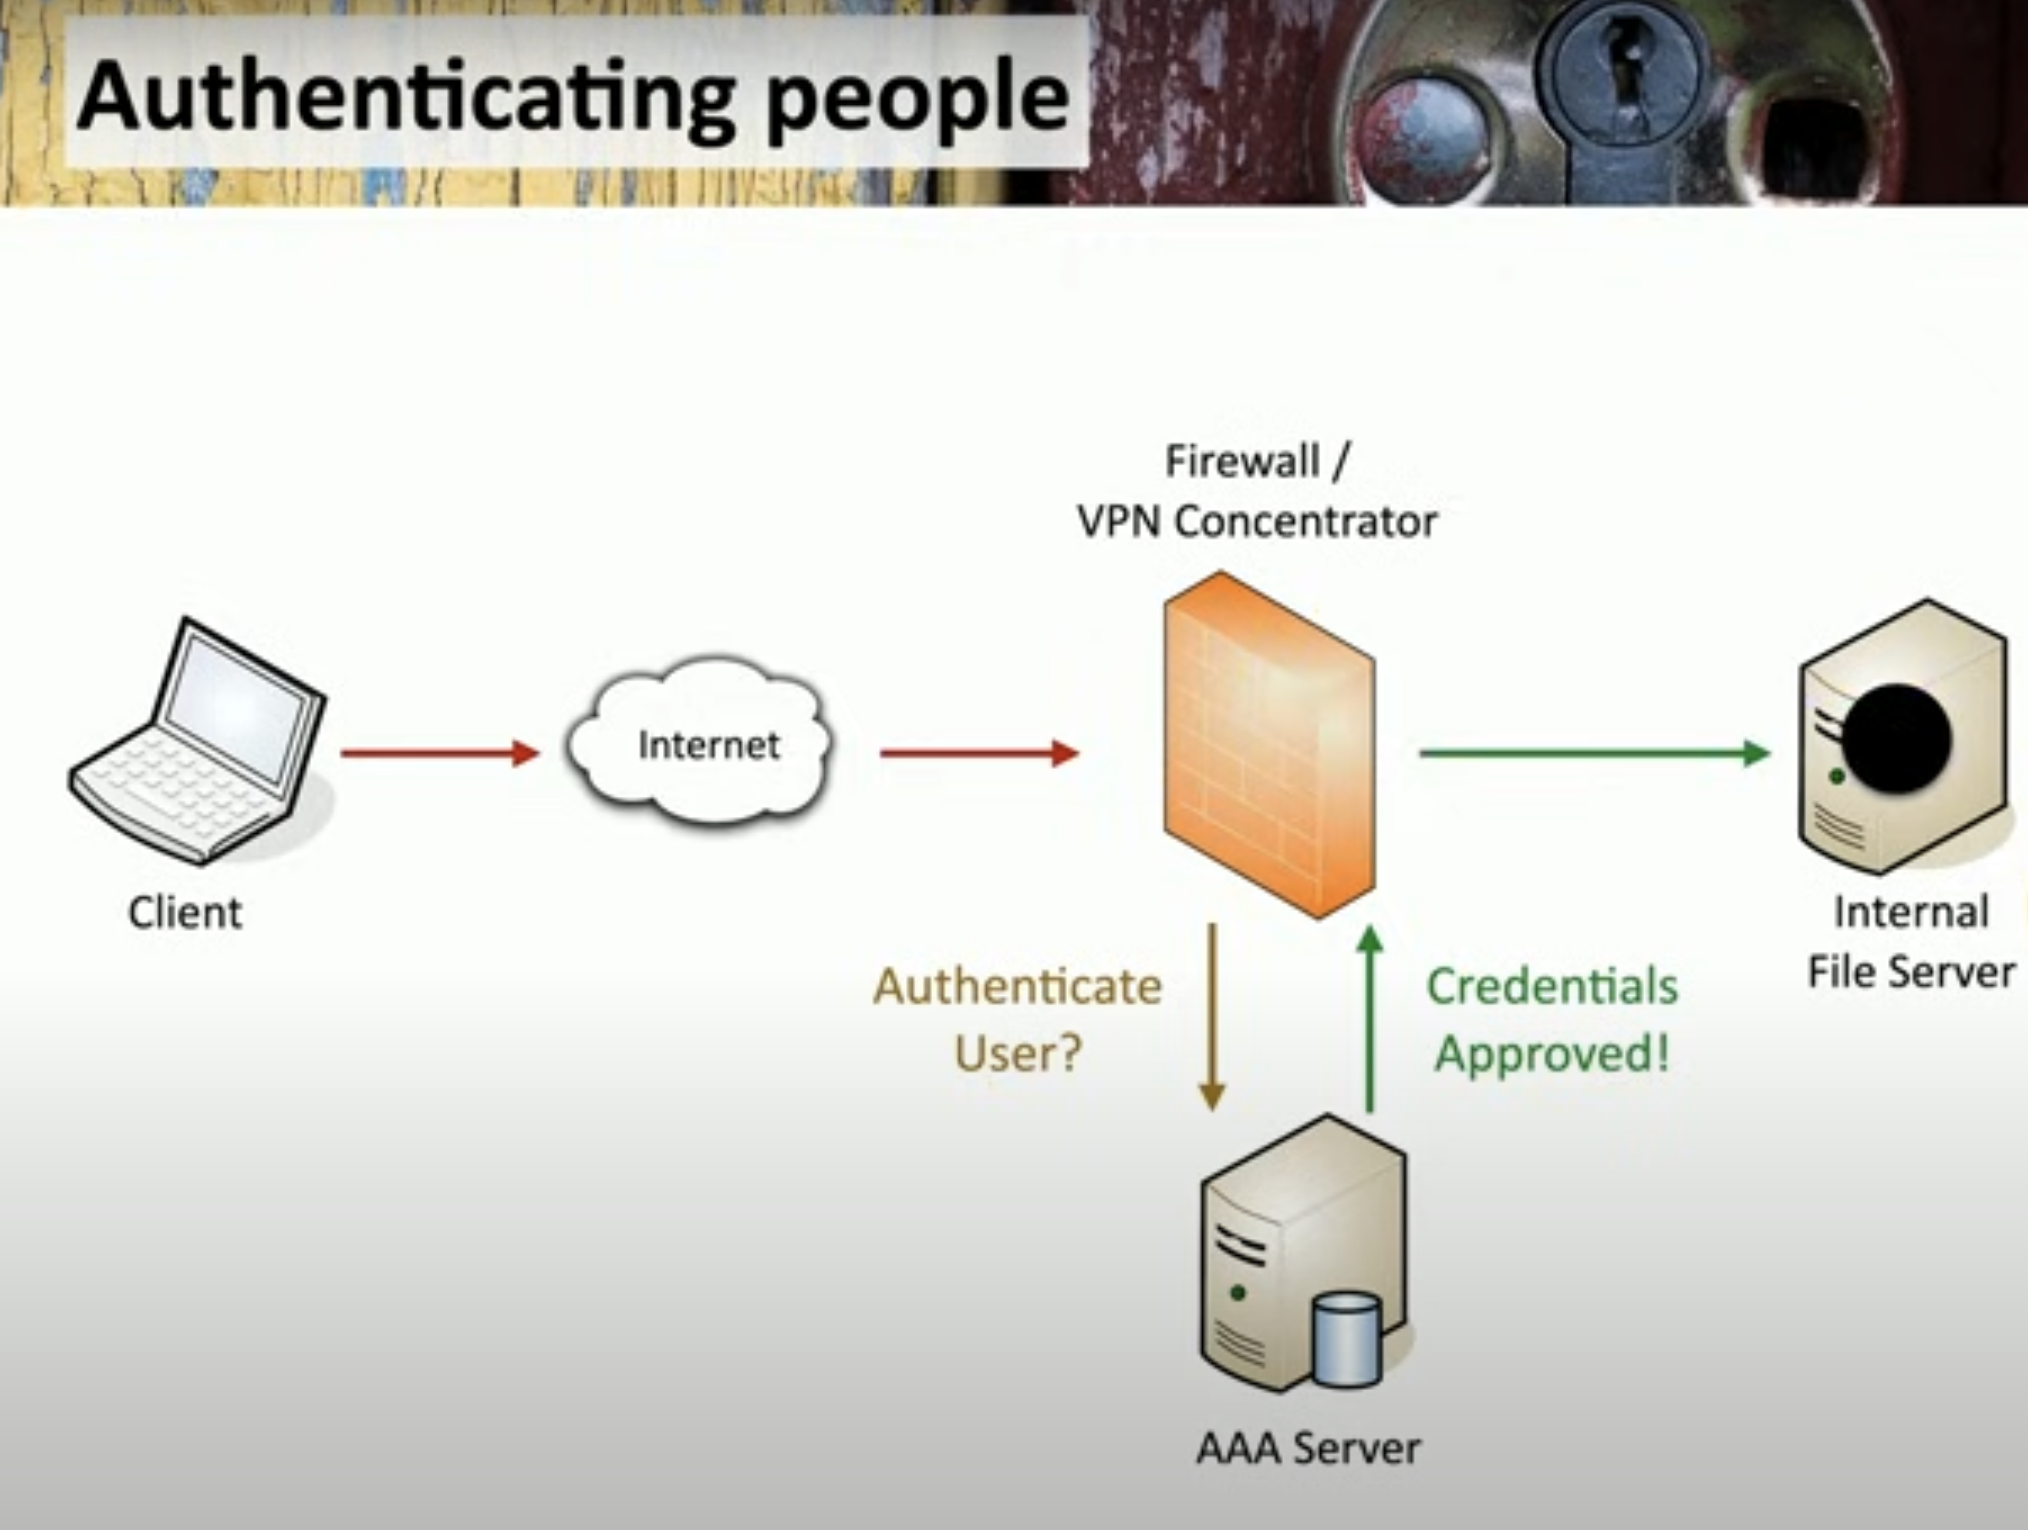 Authenticating people
Firewall /
VPN Concentrator
Internet
Client
Internal
File Server
Authenticate
User?
Credentials
Approved!
AAA Server